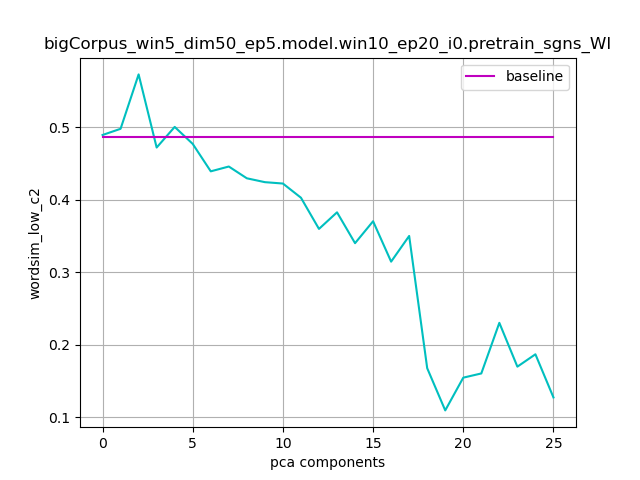 bigCorpus_win5_dim50_ep5.model.win10_ep20_i0.pretrain_sgns_WI
baseline
0.5
0.4
0.3
0.2
0.1
wordsim_low_c2
0 5 10 15 20 25
pca components